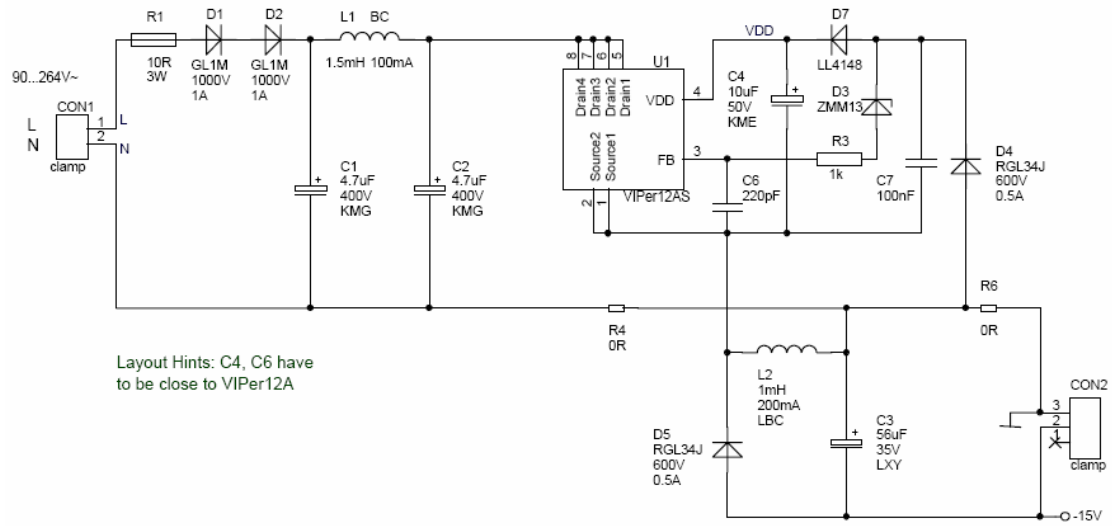 R1
10R
3W
D1
GL1M
1000V
1A
D2
GL1M
1000V
1A
L1 BC
1.5mH 100mA
90...264V~
CON1
L
N
1
2
clamp
L
N
C1
4.7uF
400V
KMG
+
C2
4.7uF
400V
KMG
+
8
7
6
5
Drain4
Drain3
Drain2
Drain1
U1
VDD
4
FB
3
Source2
Source1
2
1
VIPer12AS
VDD
C4
10uF
50V
KME
+
D7
LL4148
D3
ZMM13
R3
1k
C6
220pF
C7
100nF
D4
RGL34J
600V
0.5A
R4
0R
R6
0R
Layout Hints: C4, C6 have
to be close to VIPer12A
L2
1mH
200mA
LBC
D5
RGL34J
600V
0.5A
C3
56uF
35V
LXY
+
CON2
3
2
1
clamp
-15V